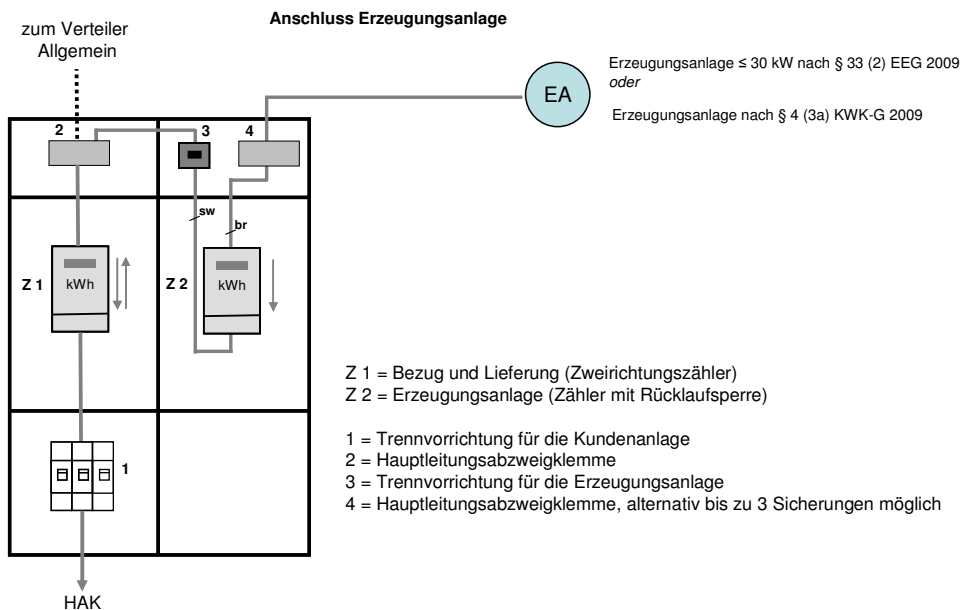 Anschluss Erzeugungsanlage
zum Verteiler
Allgemein
Erzeugungsanlage ≤ 30 kW nach § 33 (2) EEG 2009
oder
EA
Erzeugungsanlage nach § 4 (3a) KWK-G 2009
2
3
4
sw
br
Z 1
kWh
Z 2
kWh
Z 1 = Bezug und Lieferung (Zweirichtungszähler)
Z 2 = Erzeugungsanlage (Zähler mit Rücklaufsperre)
1 = Trennvorrichtung für die Kundenanlage
2 = Hauptleitungsabzweigklemme
3 = Trennvorrichtung für die Erzeugungsanlage
4 = Hauptleitungsabzweigklemme, alternativ bis zu 3 Sicherungen möglich
1
HAK